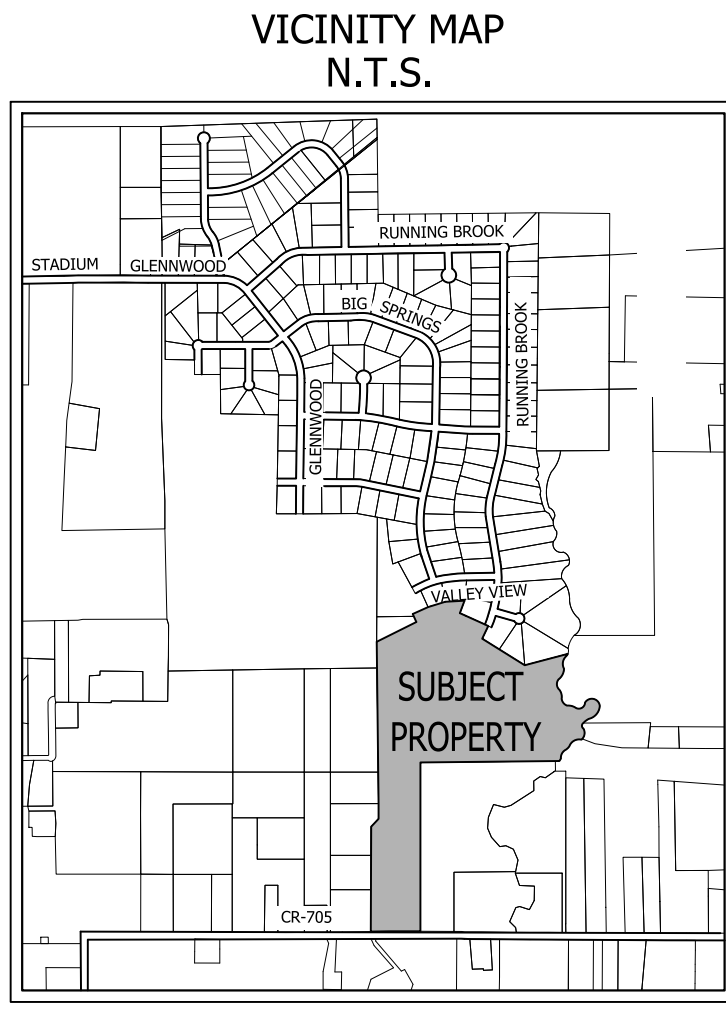 VICINITY MAP
N.T.S.
RUNNING BROOK
STADIUM
GLENNWOOD
BIG SPRINGS
RUNNING BROOK
GLENNWOOD
VALLEY VIEW
SUBJECT
PROPERTY
CR-705